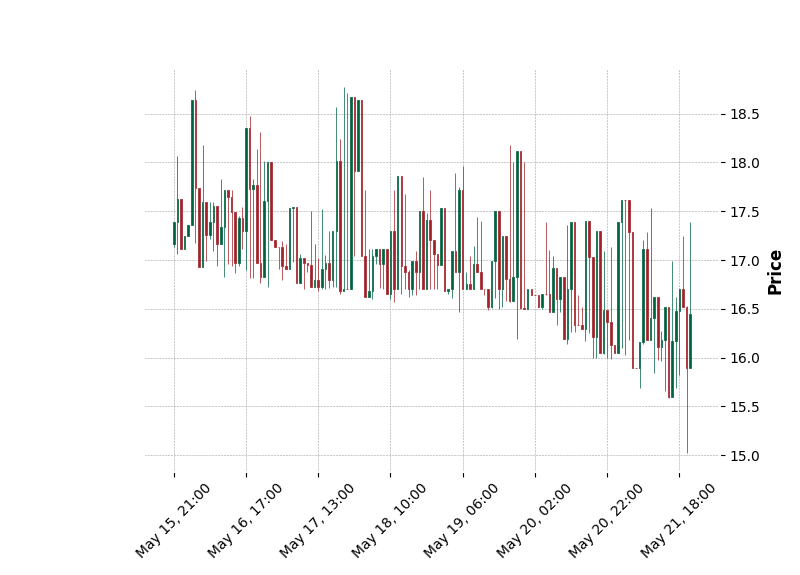 18.5
18.0
17.5
17.0
16.5
16.0
15.5
15.0
Price
May 15, 21:00
May 16, 17:00
May 17, 13:00
May 18, 10:00
May 19, 06:00
May 20, 02:00
May 20, 22:00
May 21, 18:00